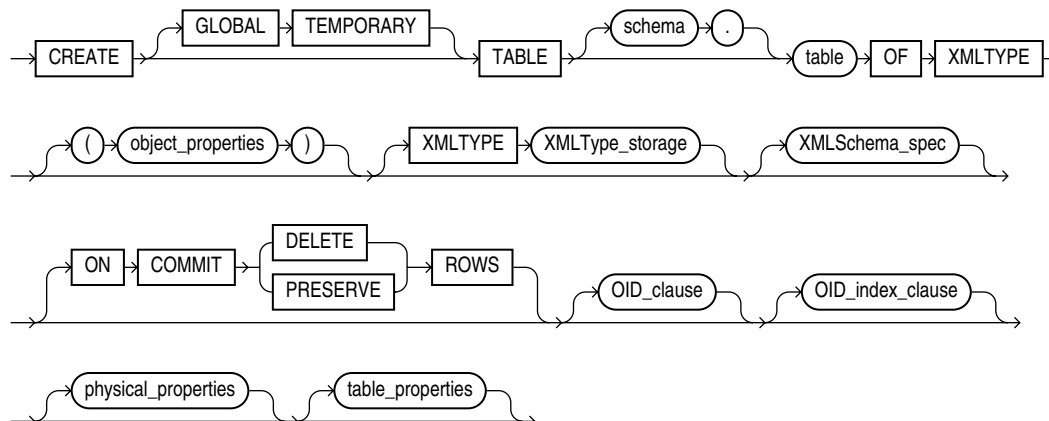 GLOBAL TEMPORARY schema .
CREATE TABLE table OF XMLTYPE
( object_properties ) XMLTYPE XMLType_storage XMLSchema_spec
DELETE
ON COMMIT ROWS OID_clause OID_index_clause
PRESERVE
physical_properties table_properties